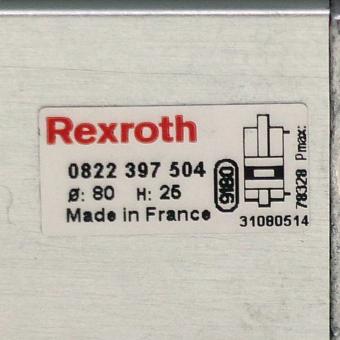 Rexroth
0822 397 504
Ø: 80 H: 25
Made in France
9180
31080514
78328 Pmax: